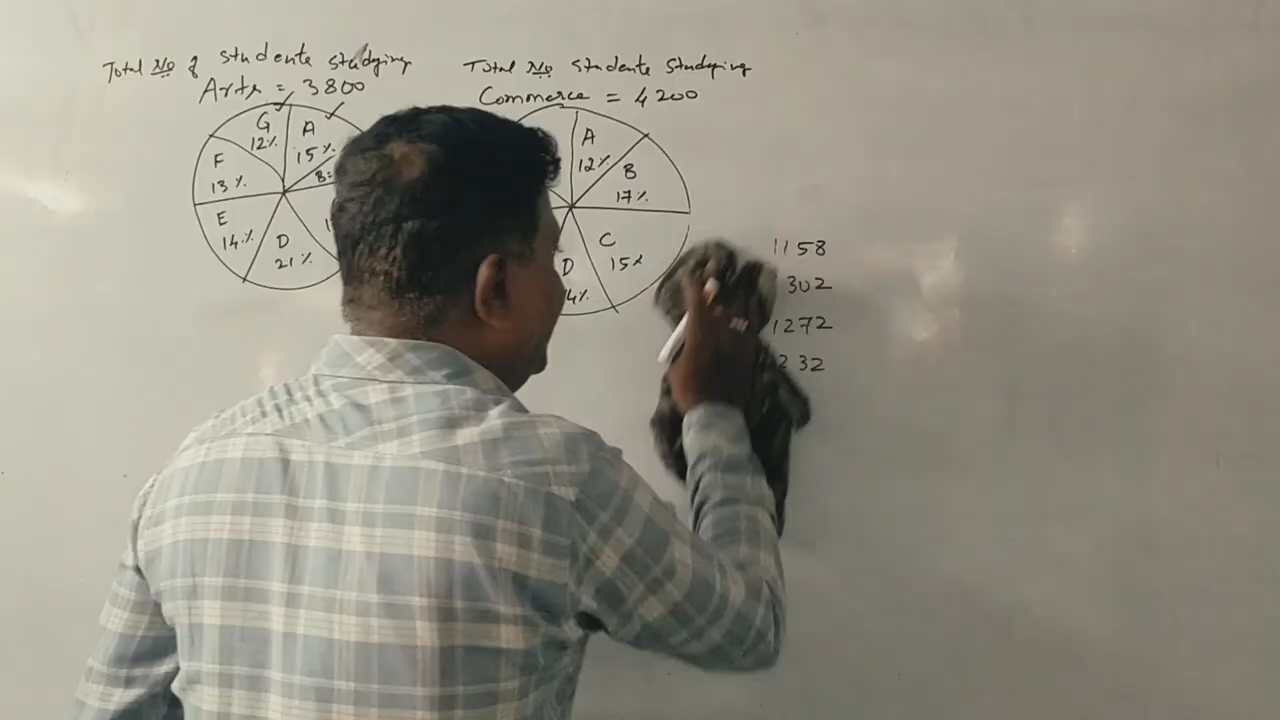 Total No of students studying
Arts = 3800
G
12%
A
15%
B=
F
13%
E
14%
D
21%
Total No students studying
Commerce = 4200
A
12%
B
17%
C
15%
D
4%
1158
302
1272
232